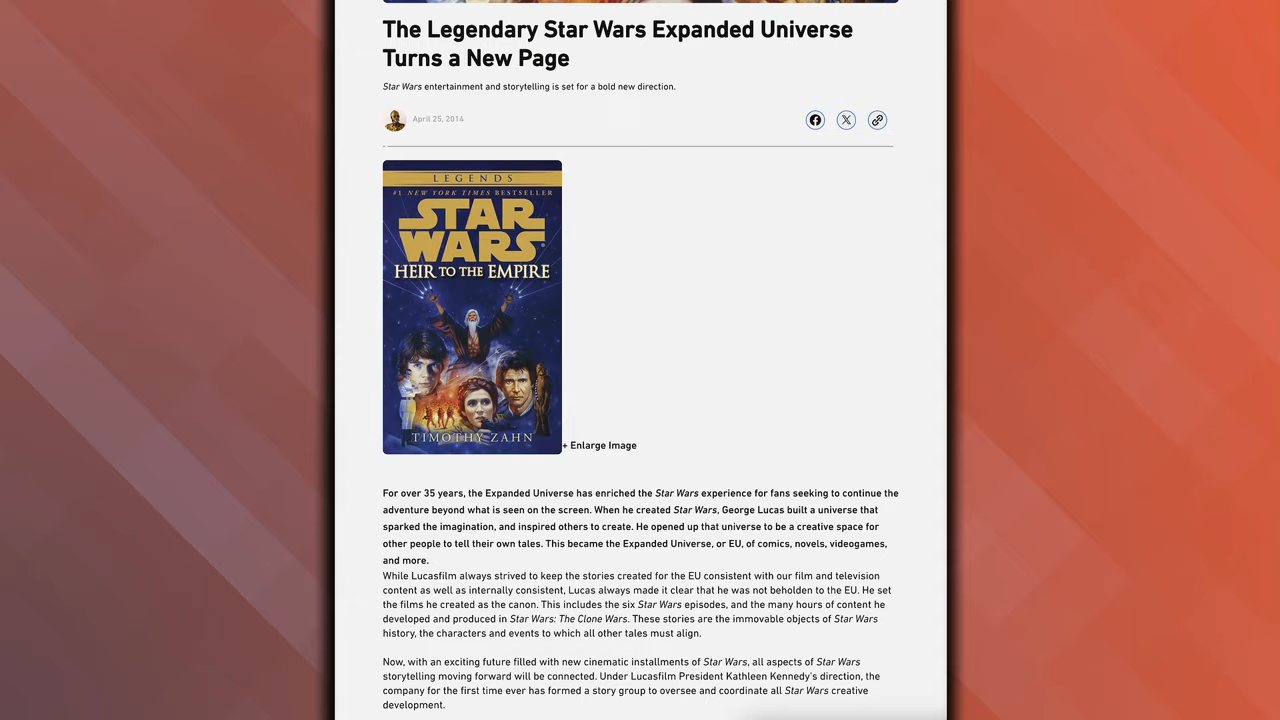 The Legendary Star Wars Expanded Universe
Turns a New Page
Star Wars entertainment and storytelling is set for a bold new direction.
April 25, 2014
LEGENDS
#1 NEW YORK TIMES BESTSELLER
STAR
WARS
HEIR TO THE EMPIRE
TIMOTHY ZAHN
+ Enlarge Image
For over 35 years, the Expanded Universe has enriched the Star Wars experience for fans seeking to continue the
adventure beyond what is seen on the screen. When he created Star Wars, George Lucas built a universe that
sparked the imagination, and inspired others to create. He opened up that universe to be a creative space for
other people to tell their own tales. This became the Expanded Universe, or EU, of comics, novels, videogames,
and more.
While Lucasfilm always strived to keep the stories created for the EU consistent with our film and television
content as well as internally consistent, Lucas always made it clear that he was not beholden to the EU. He set
the films he created as the canon. This includes the six Star Wars episodes, and the many hours of content he
developed and produced in Star Wars: The Clone Wars. These stories are the immovable objects of Star Wars
history, the characters and events to which all other tales must align.
Now, with an exciting future filled with new cinematic installments of Star Wars, all aspects of Star Wars
storytelling moving forward will be connected. Under Lucasfilm President Kathleen Kennedy's direction, the
company for the first time ever has formed a story group to oversee and coordinate all Star Wars creative
development.